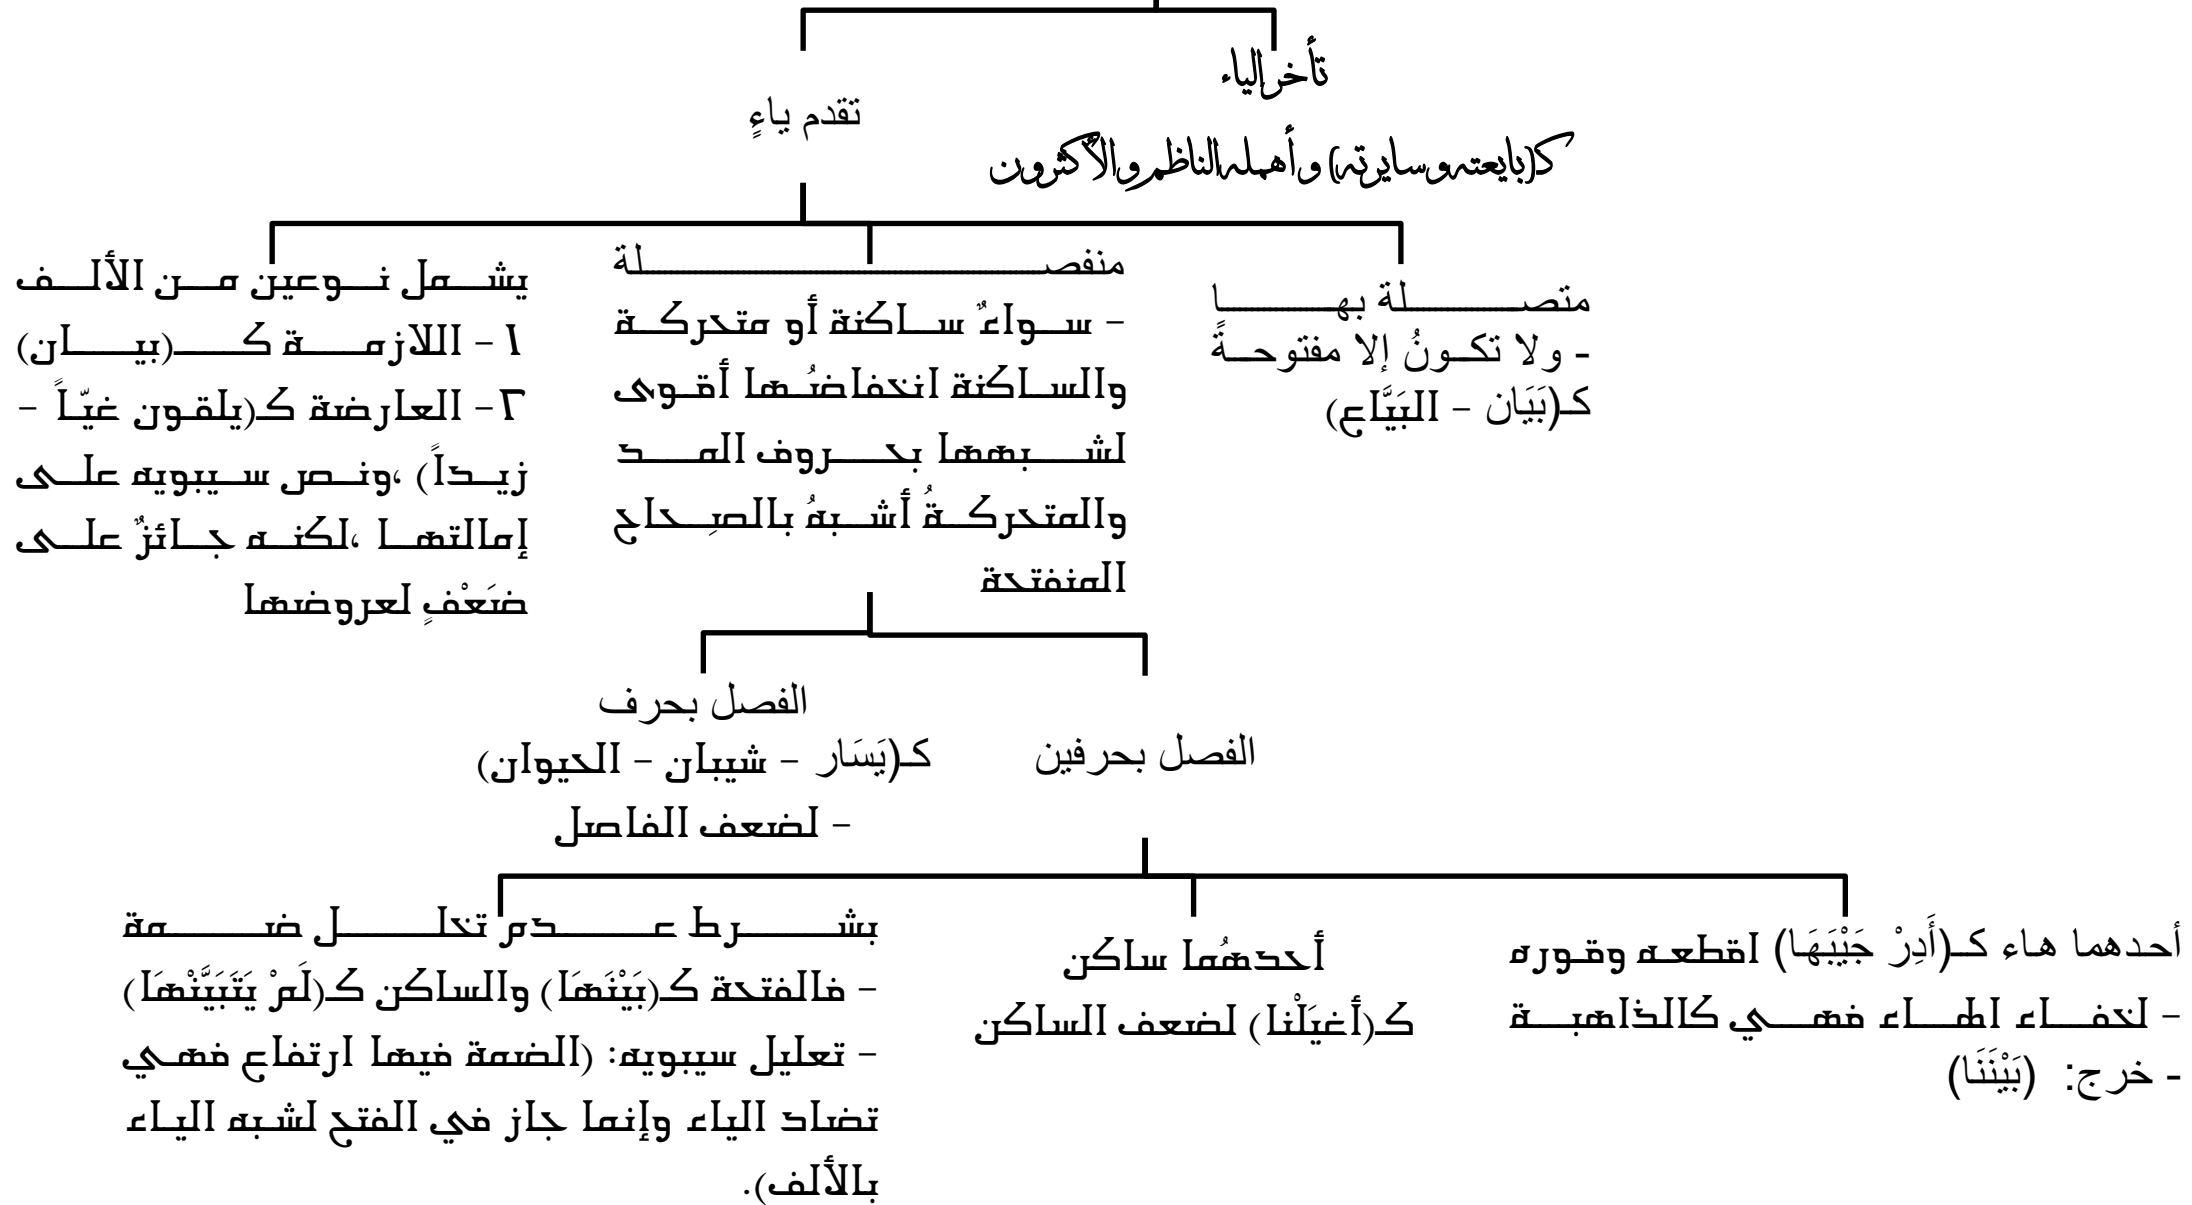 تأخر الياء
كـ(بايعته وسايرته) وأهمله الناظم والأكثرون
تقدم ياءٍ
متصلة بها
- ولا تكونُ إلا مفتوحةً
كـ(بَيَان - البَيَّاع)
منفصلة
- سواءٌ ساكنة أو متحركة
والساكنة انخفاضُها أقوى
لشبهها بحروف المد
والمتحركةُ أشبهُ بالصِحاح
المنفتحة
يشمل نوعين من الألف
١- اللازمة كـ(بيان)
٢- العارضة كـ(يلقون غيّاً -
زيداً) ،ونص سيبويه على
إمالتها ،لكنه جائزٌ على
ضَعْفٍ لعروضها
الفصل بحرفين
الفصل بحرف
كـ(يَسَار - شيبان - الحيوان)
- لضعف الفاصل
أحدهما هاء كـ(أَدِرْ جَيْبَهَا) اقطعه وقوره
- لخفاء الهاء فهي كالذاهبة
- خرج: (بَيْنَنَا)
أحدهُما ساكن
كـ(أغيَلْنا) لضعف الساكن
بشرط عدم تخلل ضمة
- فالفتحة كـ(بَيْنَهَا) والساكن كـ(لَمْ يَتَبَيَّنْهَا)
- تعليل سيبويه: (الضمة فيها ارتفاع فهي
تضاد الياء وإنما جاز في الفتح لشبه الياء
بالألف).